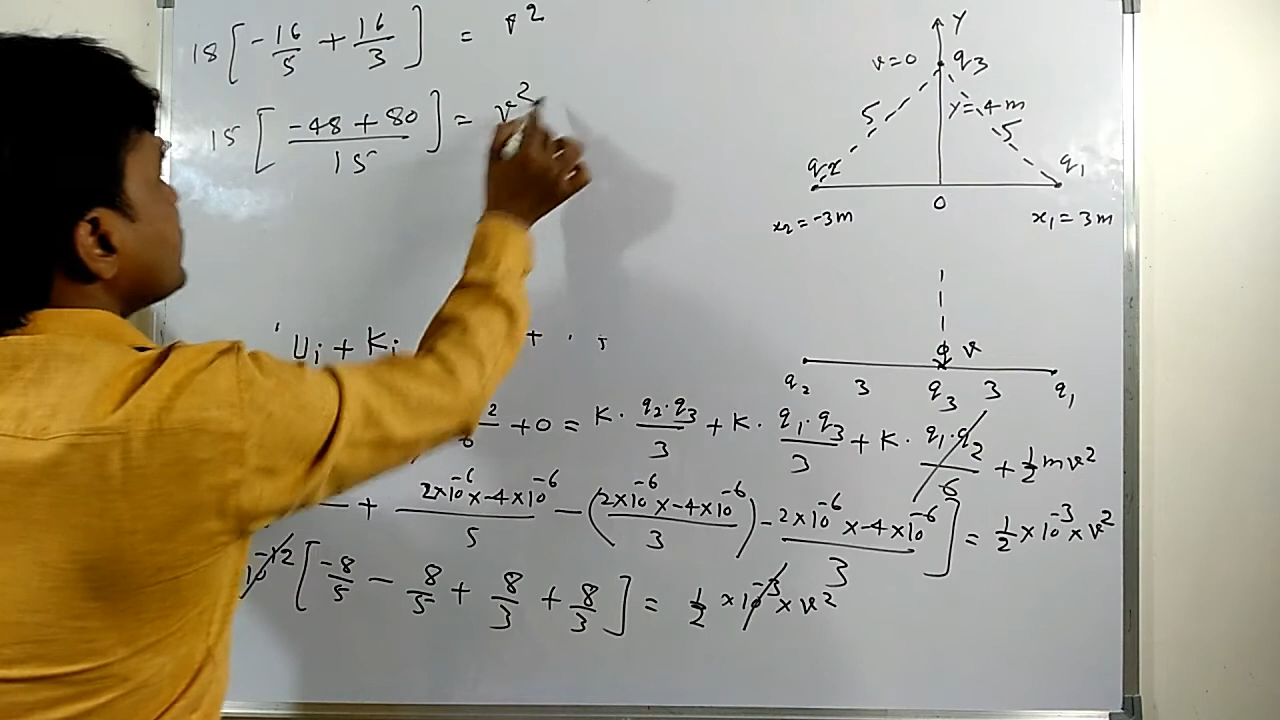 18 [ -16/5 + 16/3 ] = v²
15 [ (-48 + 80)/15 ] = v²
Ui + Ki
2/6 + 0 = K · q2·q3/3 + K · q1·q3/3 + K · q1·q2/6 + 1/2 mv²
+ 2×10⁻⁶ × -4×10⁻⁶/5 - (2×10⁻⁶ × -4×10⁻⁶/3) - 2×10⁻⁶ × -4×10⁻⁶/3 ] = 1/2 × 10⁻³ × v²
10⁻¹² [ -8/5 - 8/5 + 8/3 + 8/3 ] = 1/2 × 10⁻³ × v²
Y
v=0 q3
5 Y=4m 5
q2 q1
x2 = -3m 0 x1 = 3m
v
q2 3 q3 3 q1